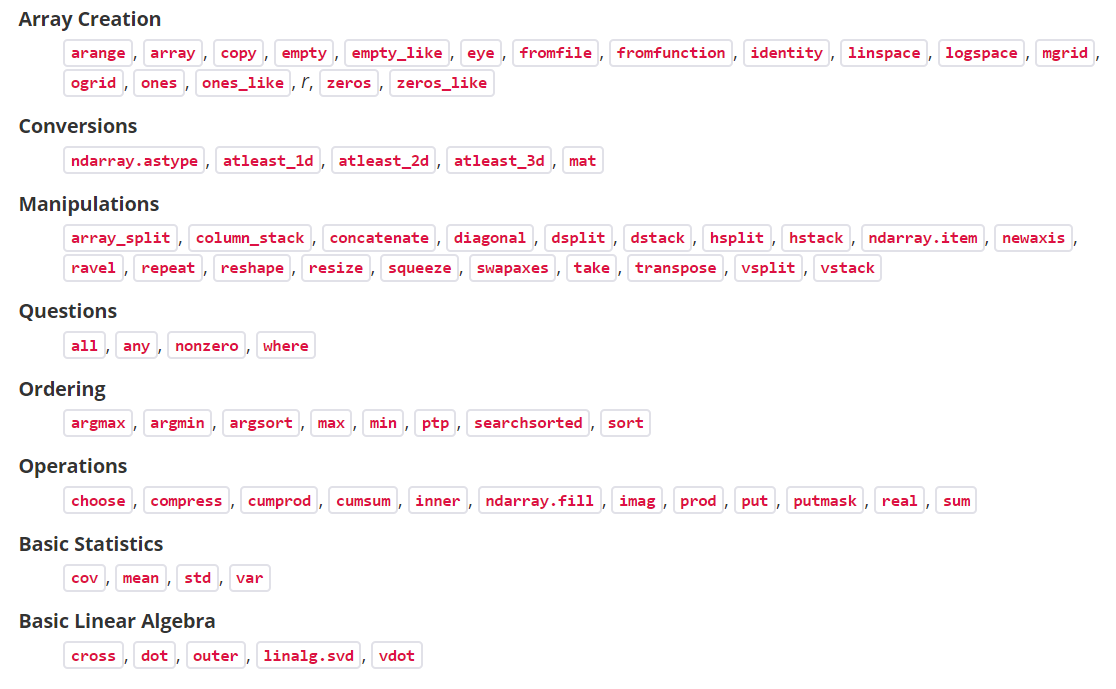 Array Creation
arange, array, copy, empty, empty_like, eye, fromfile, fromfunction, identity, linspace, logspace, mgrid,
ogrid, ones, ones_like, r, zeros, zeros_like
Conversions
ndarray.astype, atleast_1d, atleast_2d, atleast_3d, mat
Manipulations
array_split, column_stack, concatenate, diagonal, dsplit, dstack, hsplit, hstack, ndarray.item, newaxis,
ravel, repeat, reshape, resize, squeeze, swapaxes, take, transpose, vsplit, vstack
Questions
all, any, nonzero, where
Ordering
argmax, argmin, argsort, max, min, ptp, searchsorted, sort
Operations
choose, compress, cumprod, cumsum, inner, ndarray.fill, imag, prod, put, putmask, real, sum
Basic Statistics
cov, mean, std, var
Basic Linear Algebra
cross, dot, outer, linalg.svd, vdot